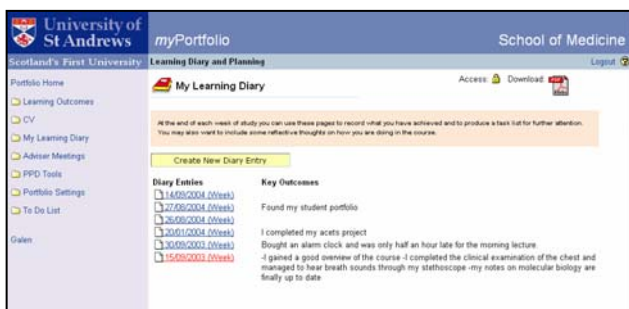 University of
St Andrews
myPortfolio
School of Medicine
Scotland's First University
Learning Diary and Planning
Logout
Portfolio Home
Learning Outcomes
CV
My Learning Diary
Adviser Meetings
PPD Tools
Portfolio Settings
To Do List
Galen
My Learning Diary
Access:
Download:
At the end of each week of study you can use these pages to record what you have achieved and to produce a task list for further attention.
You may also want to include some reflective thoughts on how you are doing in the course.
Create New Diary Entry
Diary Entries
Key Outcomes
14/09/2004 (Week)
27/08/2004 (Week)
Found my student portfolio
26/08/2004 (Week)
20/01/2004 (Week)
I completed my acets project
30/09/2003 (Week)
Bought an alarm clock and was only half an hour late for the morning lecture.
15/09/2003 (Week)
-I gained a good overview of the course -I completed the clinical examination of the chest and
managed to hear breath sounds through my stethoscope -my notes on molecular biology are
finally up to date